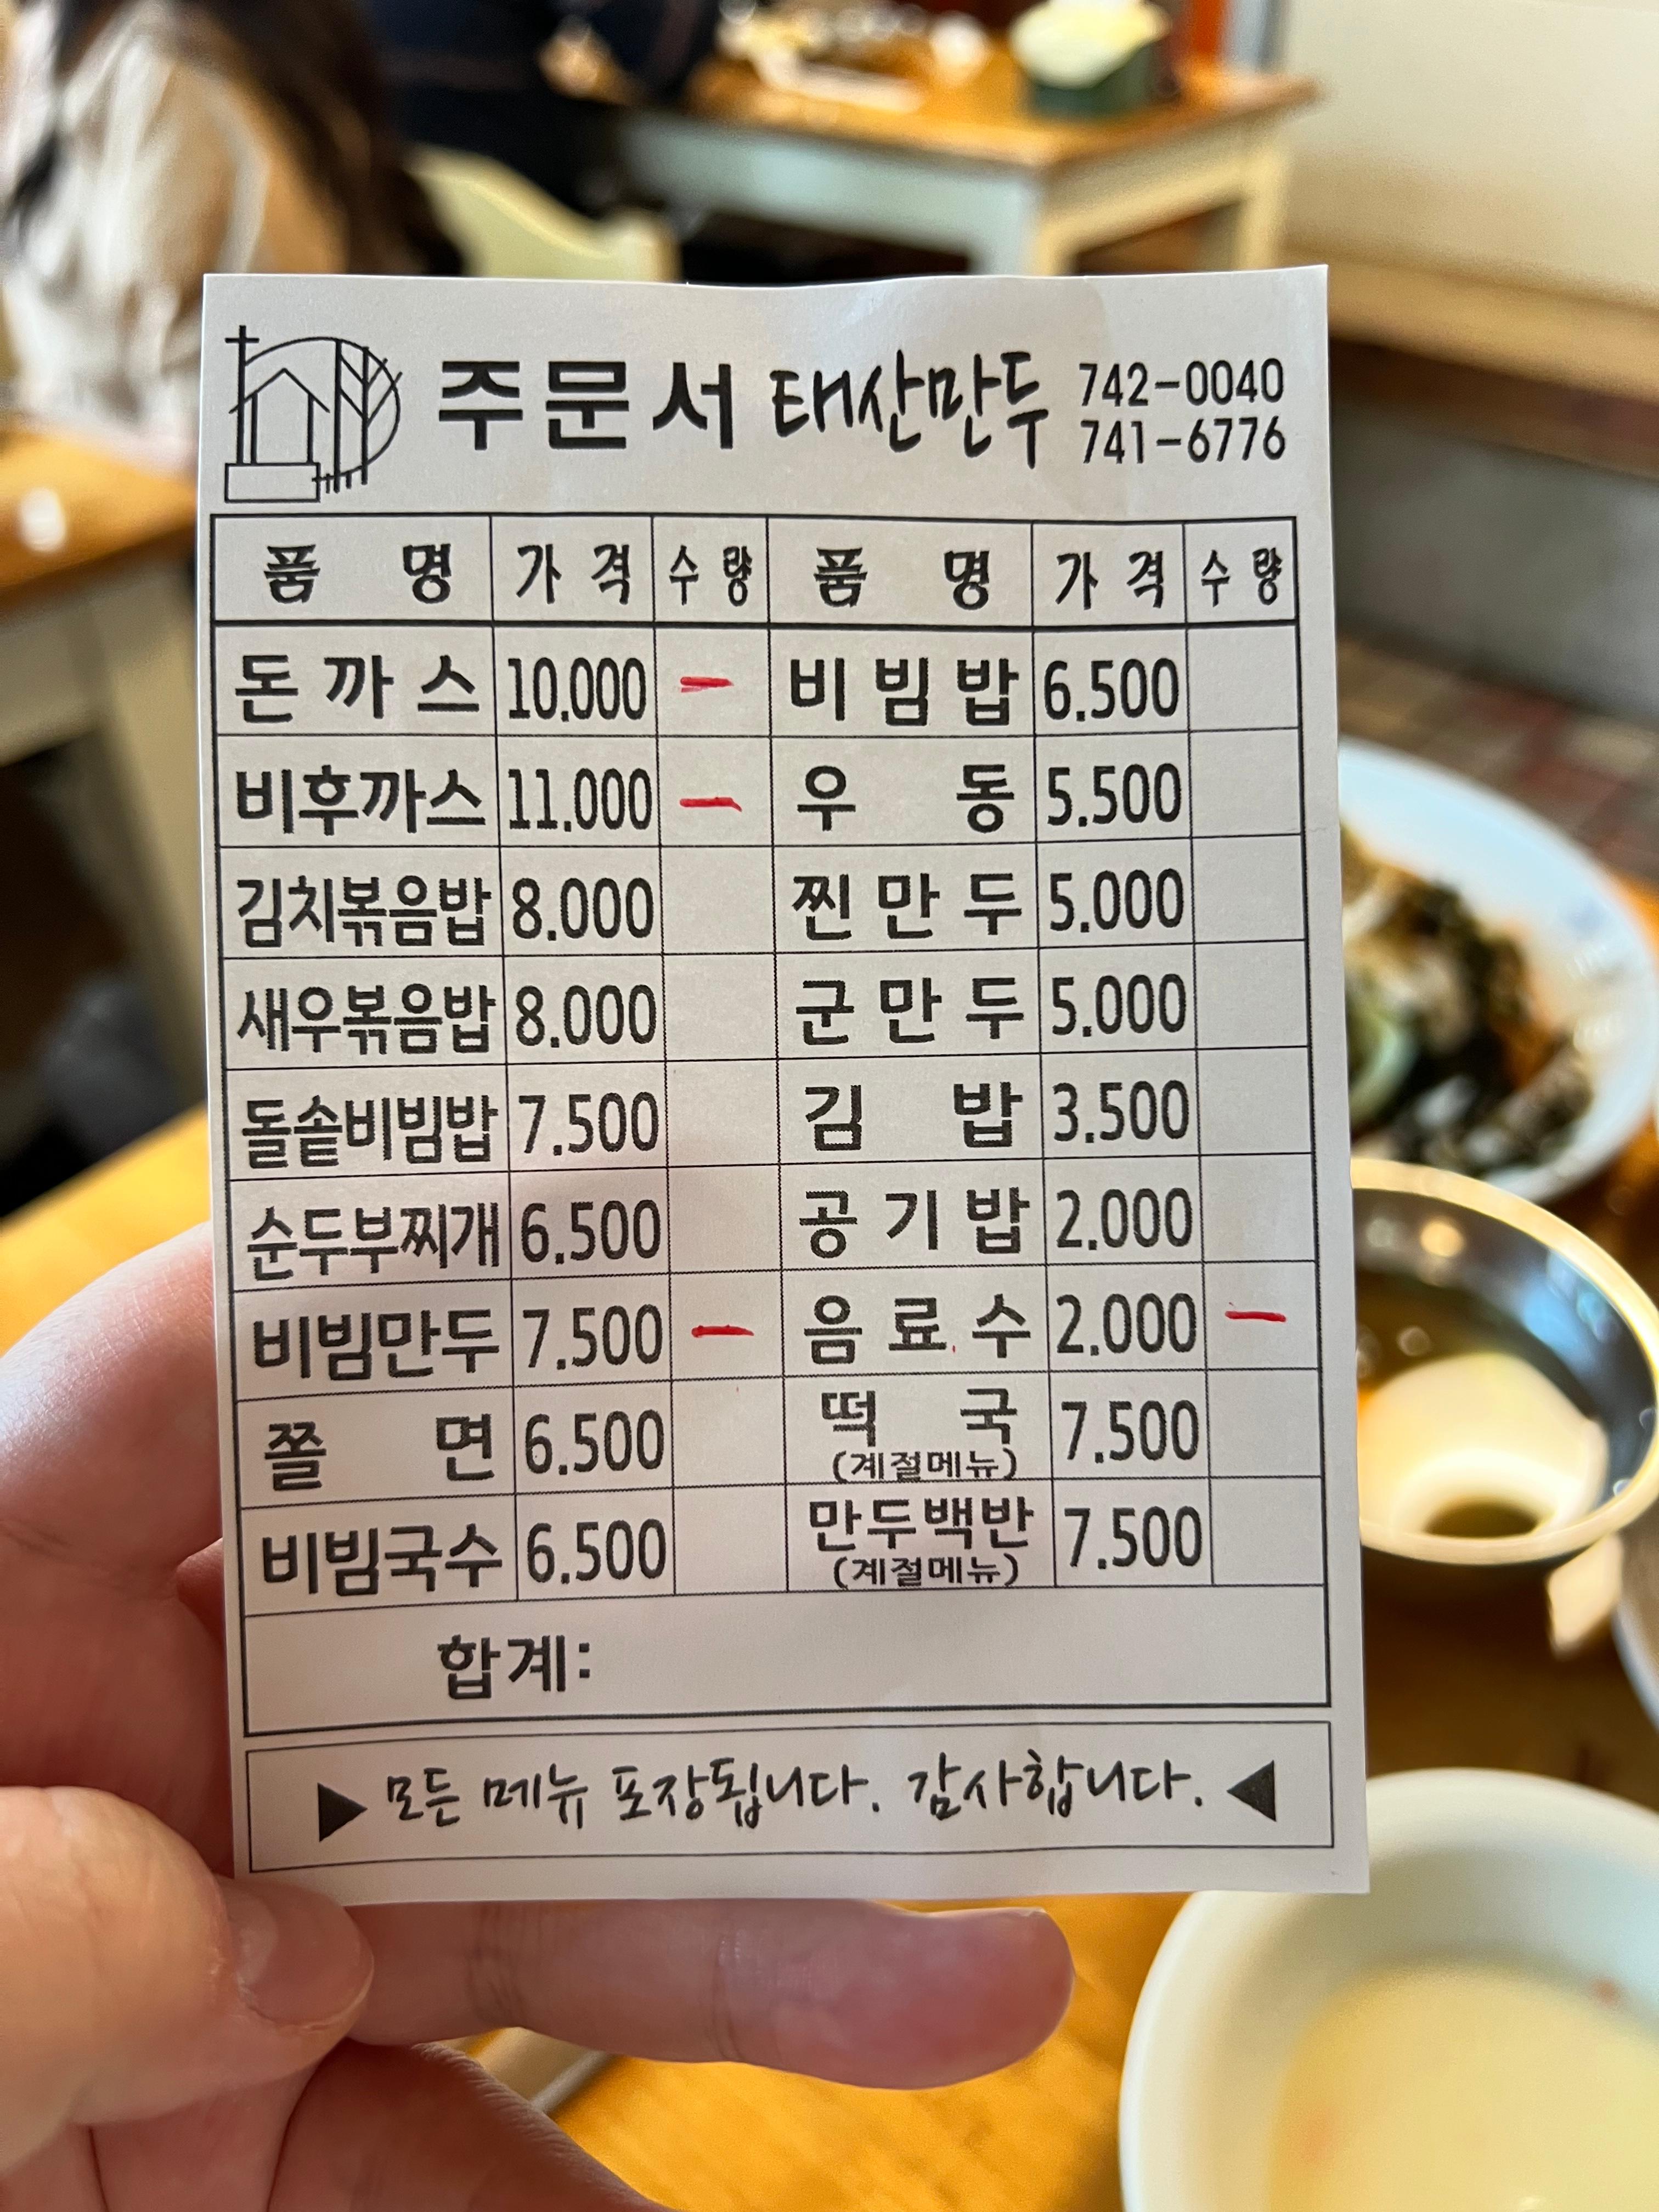 주문서 태산만두 742-0040
741-6776
품 명 가 격 수 량 품 명 가 격 수 량
돈 까 스 10.000 ー 비 빔 밥 6.500
비후까스 11.000 ー 우 동 5.500
김치볶음밥 8.000 찐 만 두 5.000
새우볶음밥 8.000 군 만 두 5.000
돌솥비빔밥 7.500 김 밥 3.500
순두부찌개 6.500 공 기 밥 2.000
비빔만두 7.500 ー 음 료 수 2.000 ー
쫄 면 6.500 떡 국 7.500
(계절메뉴)
비빔국수 6.500 만두백반 7.500
(계절메뉴)
합계:
▶ 모든 메뉴 포장됩니다. 감사합니다. ◀